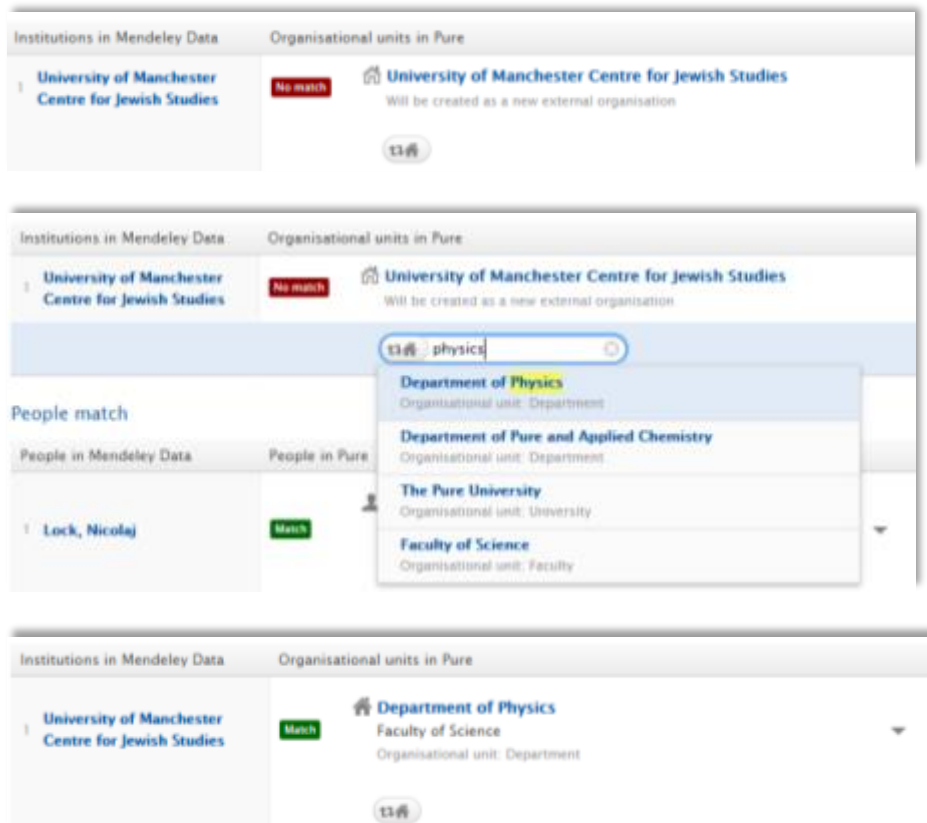 Institutions in Mendeley Data Organisational units in Pure
1 University of Manchester Centre for Jewish Studies
No match
University of Manchester Centre for Jewish Studies
Will be created as a new external organisation
Institutions in Mendeley Data Organisational units in Pure
1 University of Manchester Centre for Jewish Studies
No match
University of Manchester Centre for Jewish Studies
Will be created as a new external organisation
physics
Department of Physics
Organisational unit: Department
Department of Pure and Applied Chemistry
Organisational unit: Department
The Pure University
Organisational unit: University
Faculty of Science
Organisational unit: Faculty
People match
People in Mendeley Data People in Pure
1 Lock, Nicolaj
Match
Institutions in Mendeley Data Organisational units in Pure
1 University of Manchester Centre for Jewish Studies
Match
Department of Physics
Faculty of Science
Organisational unit: Department